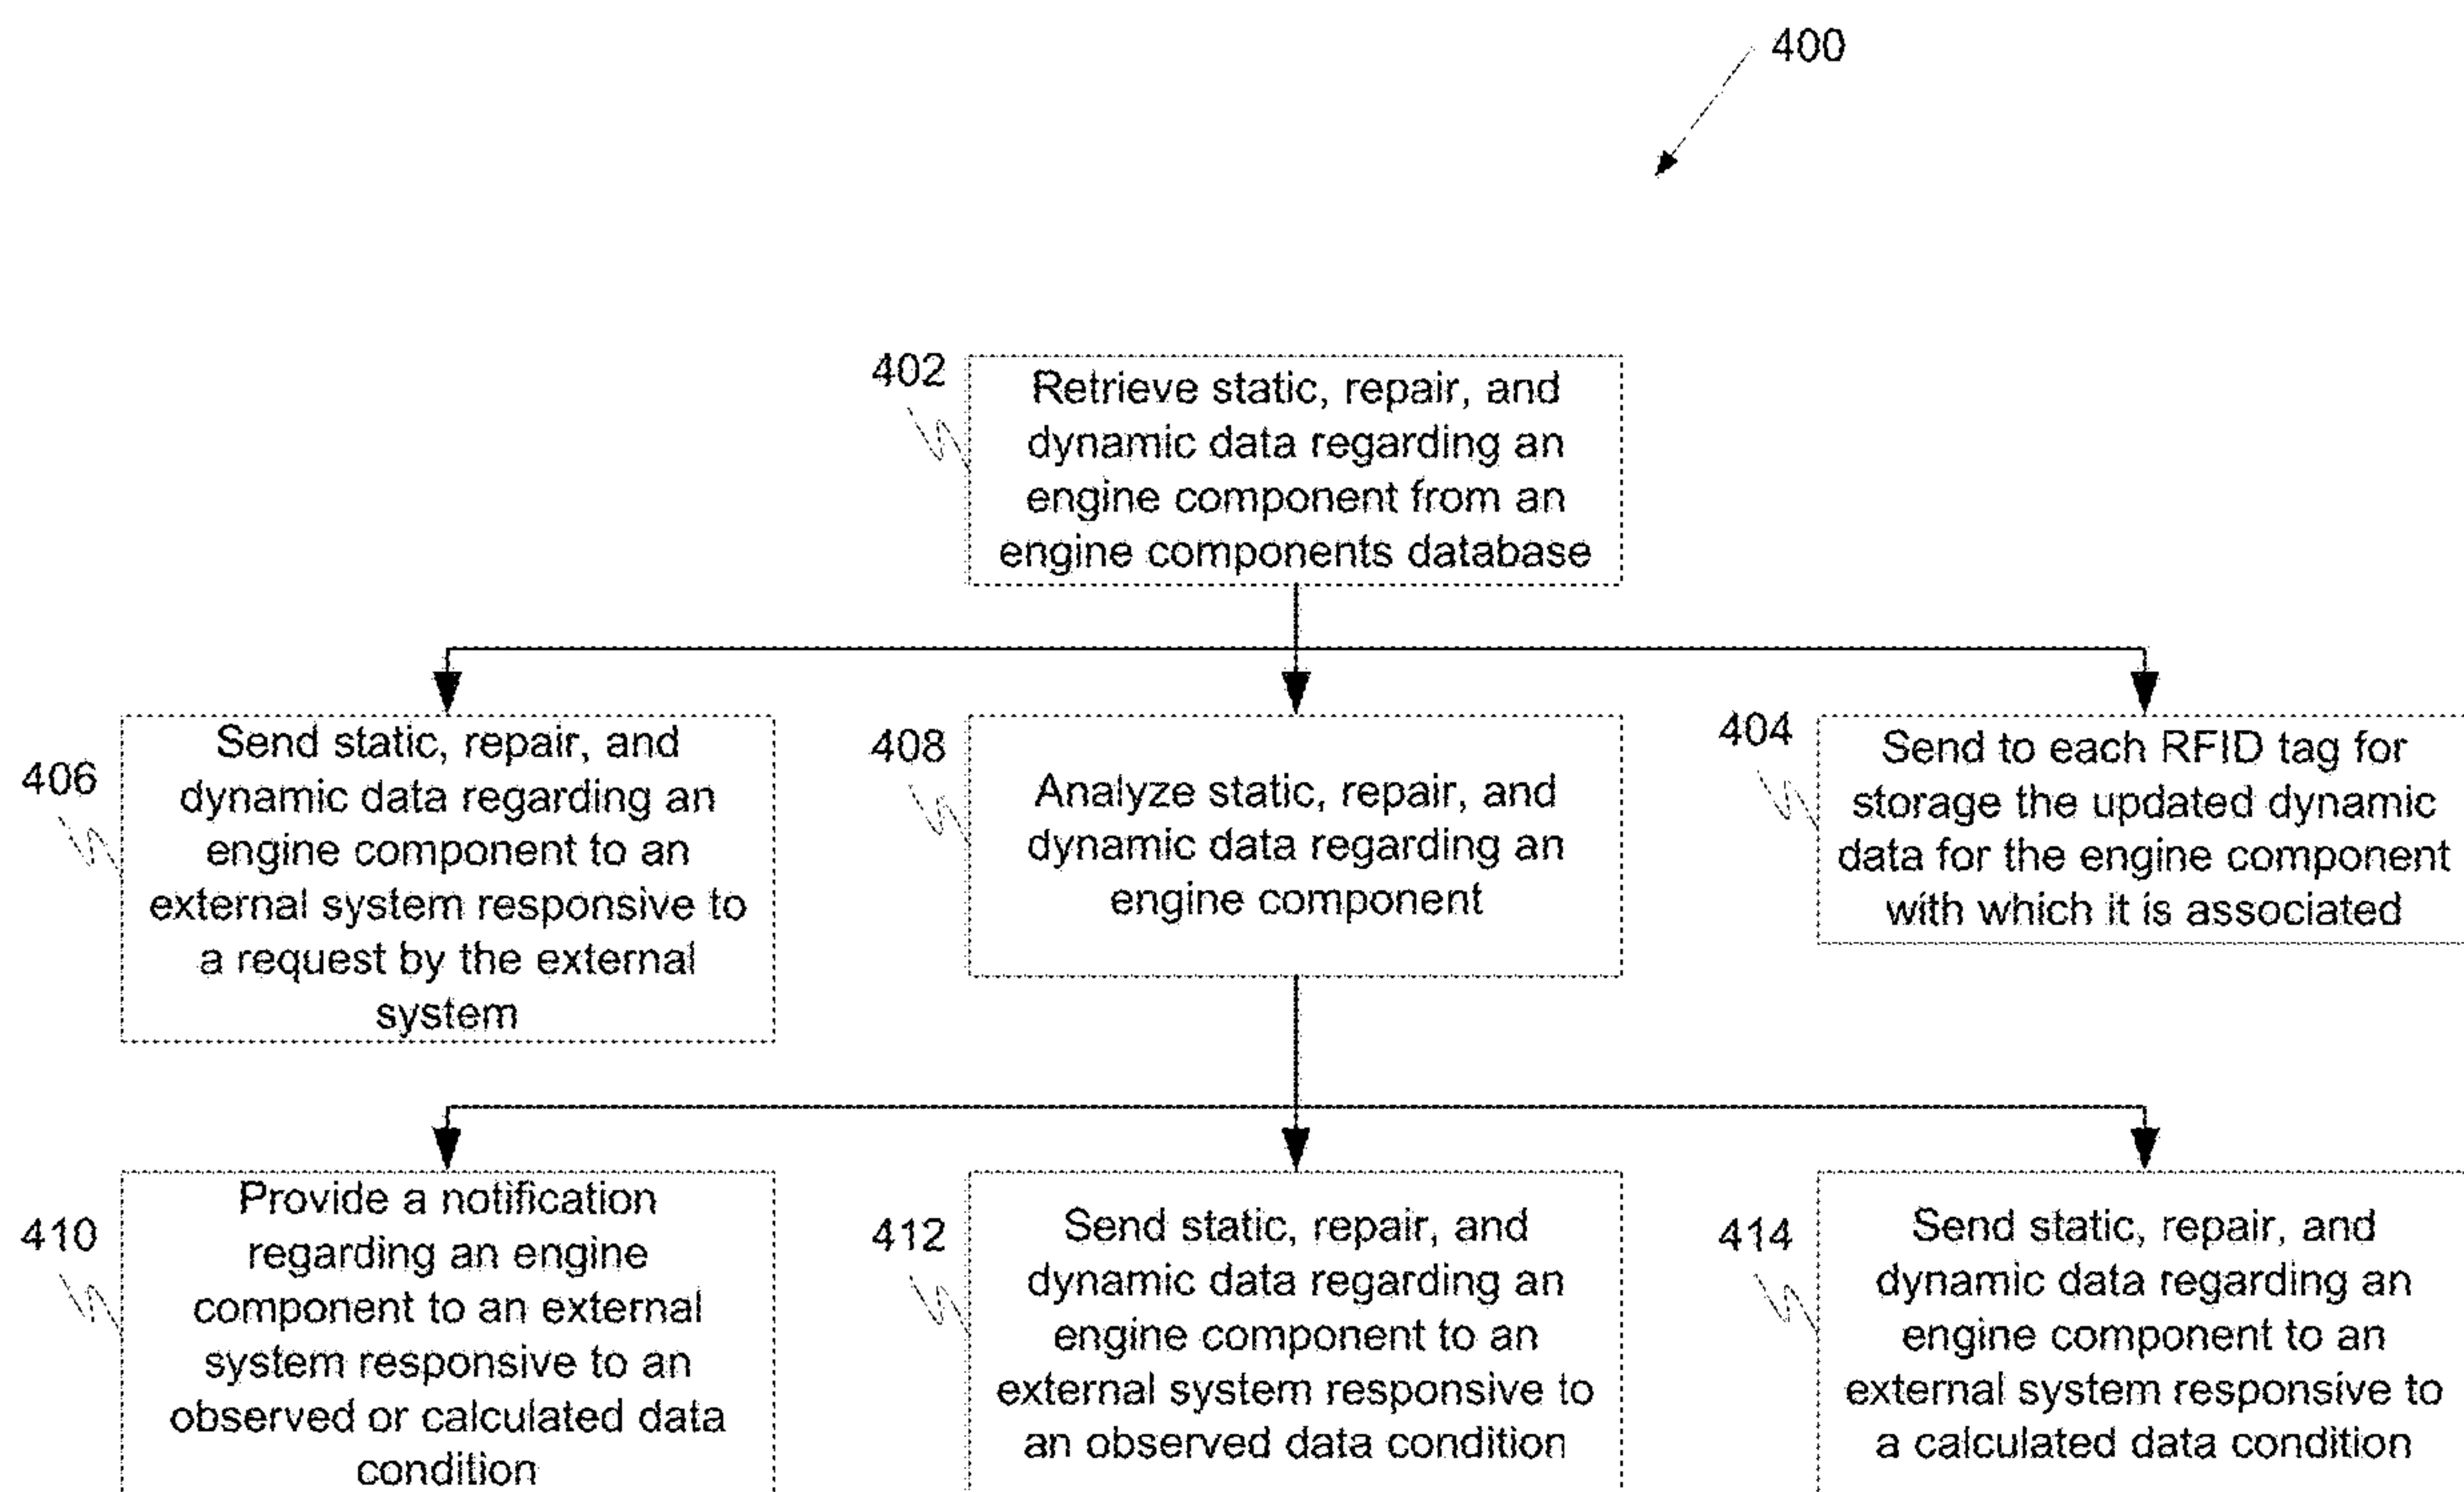 400
402
Retrieve static, repair, and
dynamic data regarding an
engine component from an
engine components database
406
Send static, repair, and
dynamic data regarding an
engine component to an
external system responsive to
a request by the external
system
408
Analyze static, repair, and
dynamic data regarding an
engine component
404
Send to each RFID tag for
storage the updated dynamic
data for the engine component
with which it is associated
410
Provide a notification
regarding an engine
component to an external
system responsive to an
observed or calculated data
condition
412
Send static, repair, and
dynamic data regarding an
engine component to an
external system responsive to
an observed data condition
414
Send static, repair, and
dynamic data regarding an
engine component to an
external system responsive to
a calculated data condition